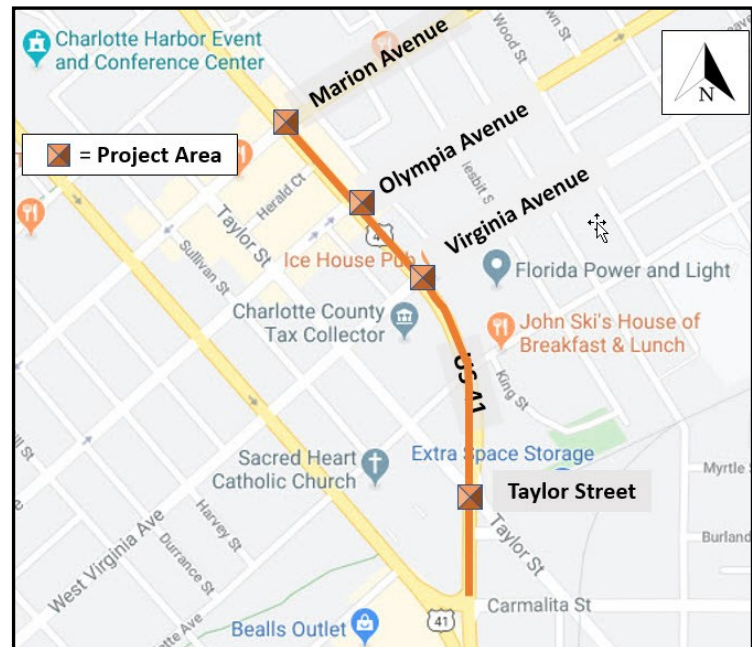 Charlotte Harbor Event
and Conference Center
Marion Avenue
Wood St
N
= Project Area
Olympia Avenue
Herald Ct
Taylor St
Sullivan St
Virginia Avenue
Ice House Pub
Florida Power and Light
Charlotte County
Tax Collector
John Ski's House of
Breakfast & Lunch
US 41
King St
Extra Space Storage
Sacred Heart
Catholic Church
Taylor Street
Myrtle
Harvey St
Durrance St
West Virginia Ave
Taylor St
Burland
Carmalita St
41
Bealls Outlet